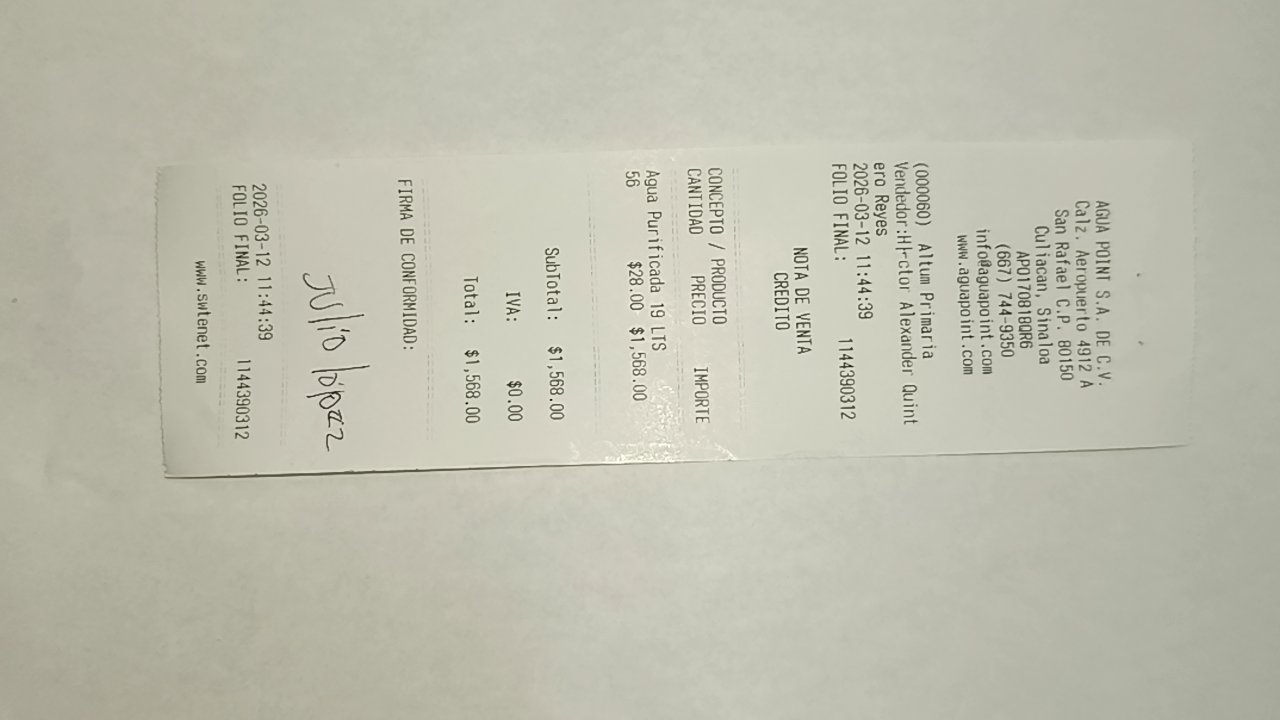 AGUA POINT S.A. DE C.V.
Calz. Aeropuerto 4912 A
San Rafael C.P. 80150
Culiacan, Sinaloa
APO170818QR6
(667) 744-9350
info@aguapoint.com
www.aguapoint.com
(000060) Altum Primaria
Vendedor:H├-ctor Alexander Quint
ero Reyes
2026-03-12 11:44:39
FOLIO FINAL: 1144390312
NOTA DE VENTA
CREDITO
CONCEPTO / PRODUCTO
CANTIDAD PRECIO IMPORTE
Agua Purificada 19 LTS
56 $28.00 $1,568.00
SubTotal: $1,568.00
IVA: $0.00
Total: $1,568.00
FIRMA DE CONFORMIDAD:
Julio lópez
2026-03-12 11:44:39
FOLIO FINAL: 1144390312
www.swtenet.com